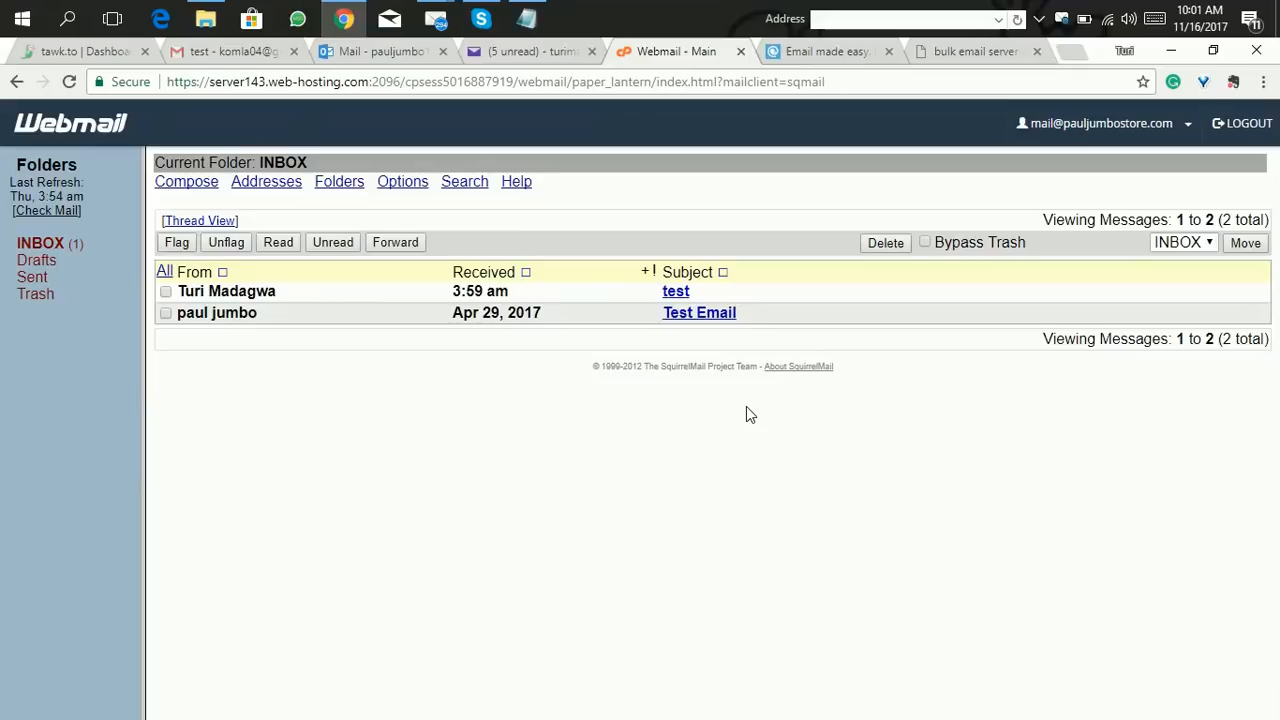 Address
10:01 AM
11/16/2017
294
11
tawk.to | Dashboa
test - komla04@g
Mail - pauljumbo1
(5 unread) - turim
Webmail - Main
Email made easy.
bulk email server
Turi
Secure
https://server143.web-hosting.com:2096/cpsess5016887919/webmail/paper_lantern/index.html?mailclient=sqmail
Webmail
mail@pauljumbostore.com
LOGOUT
Folders
Last Refresh:
Thu, 3:54 am
[Check Mail]
INBOX (1)
Drafts
Sent
Trash
Current Folder: INBOX
Compose Addresses Folders Options Search Help
[Thread View]
Viewing Messages: 1 to 2 (2 total)
Flag Unflag Read Unread Forward
Delete Bypass Trash INBOX Move
All From Received + ! Subject
Turi Madagwa 3:59 am test
paul jumbo Apr 29, 2017 Test Email
Viewing Messages: 1 to 2 (2 total)
© 1999-2012 The SquirrelMail Project Team - About SquirrelMail